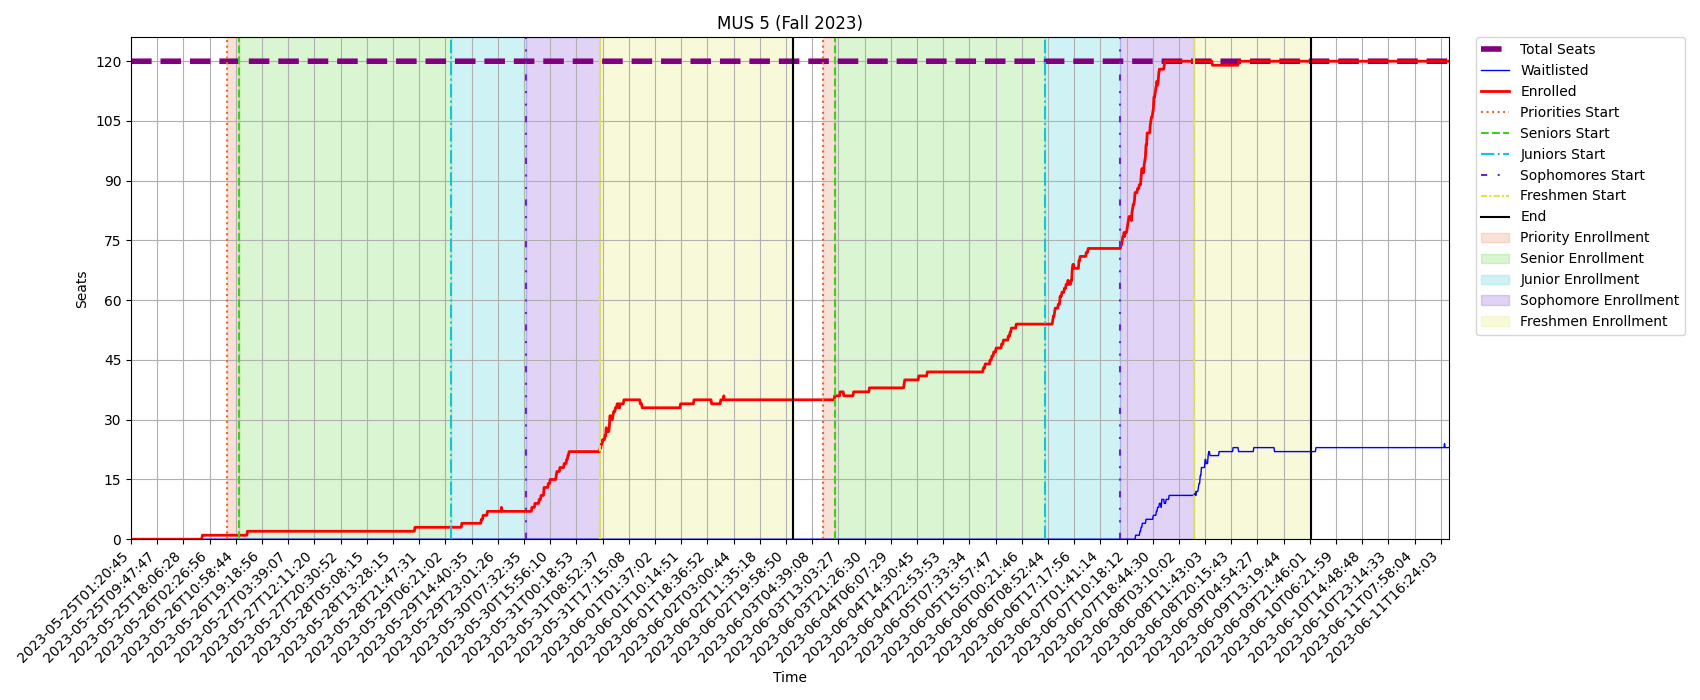 MUS 5 (Fall 2023)
Seats
120
105
90
75
60
45
30
15
0
2023-05-25T01:20:45
2023-05-25T09:47:47
2023-05-25T18:06:28
2023-05-26T02:26:56
2023-05-26T10:58:44
2023-05-26T19:18:56
2023-05-27T03:39:07
2023-05-27T12:11:20
2023-05-27T20:30:52
2023-05-28T05:08:15
2023-05-28T13:28:15
2023-05-28T21:47:31
2023-05-29T06:21:02
2023-05-29T14:40:35
2023-05-29T23:01:26
2023-05-30T07:32:35
2023-05-30T15:56:10
2023-05-31T00:18:53
2023-05-31T08:52:37
2023-05-31T17:15:08
2023-06-01T01:37:02
2023-06-01T10:14:51
2023-06-01T18:36:52
2023-06-02T03:00:44
2023-06-02T11:35:18
2023-06-02T19:58:50
2023-06-03T04:39:08
2023-06-03T13:03:27
2023-06-03T21:26:30
2023-06-04T06:07:29
2023-06-04T14:30:45
2023-06-04T22:53:53
2023-06-05T07:33:34
2023-06-05T15:57:47
2023-06-06T00:21:46
2023-06-06T08:52:44
2023-06-06T17:17:56
2023-06-07T01:41:14
2023-06-07T10:18:12
2023-06-07T18:44:30
2023-06-08T03:10:02
2023-06-08T11:43:03
2023-06-08T20:15:43
2023-06-09T04:54:27
2023-06-09T13:19:44
2023-06-09T21:46:01
2023-06-10T06:21:59
2023-06-10T14:48:48
2023-06-10T23:14:33
2023-06-11T07:58:04
2023-06-11T16:24:03
Time
Total Seats
Waitlisted
Enrolled
Priorities Start
Seniors Start
Juniors Start
Sophomores Start
Freshmen Start
End
Priority Enrollment
Senior Enrollment
Junior Enrollment
Sophomore Enrollment
Freshmen Enrollment